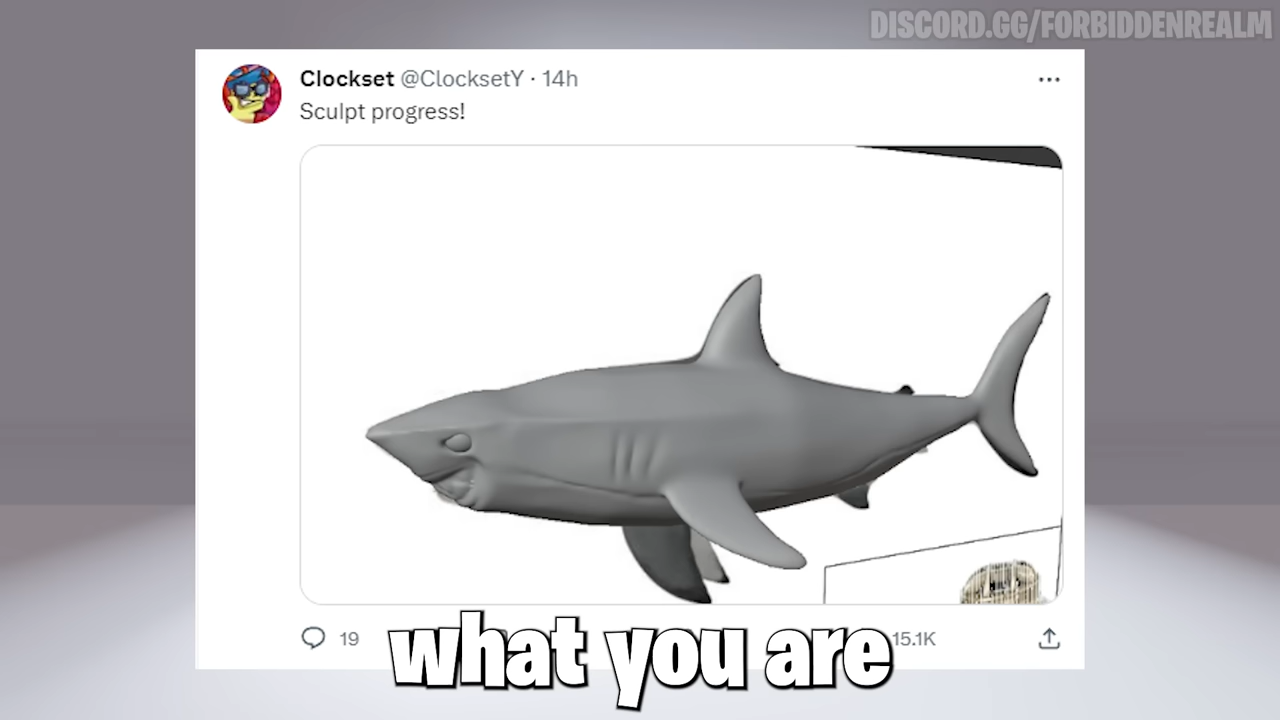 DISCORD.GG/FORBIDDENREALM
Clockset @ClocksetY · 14h
Sculpt progress!
19
15.1K
what you are